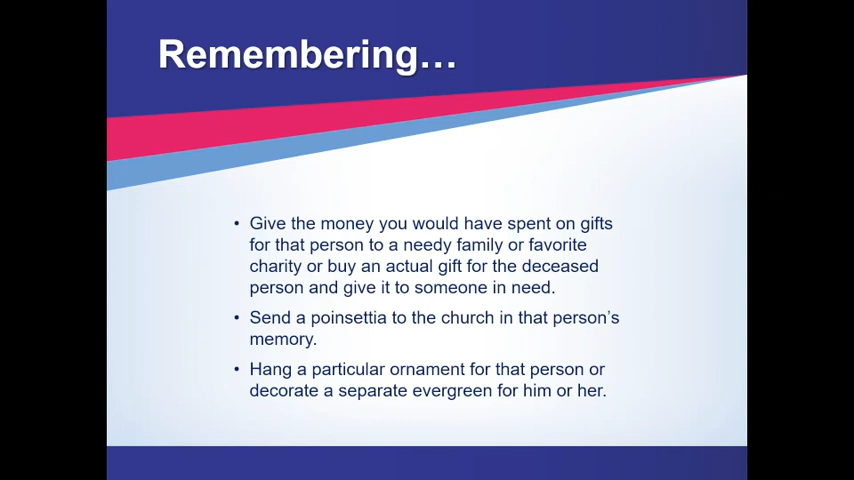 Remembering…
• Give the money you would have spent on gifts
for that person to a needy family or favorite
charity or buy an actual gift for the deceased
person and give it to someone in need.
• Send a poinsettia to the church in that person’s
memory.
• Hang a particular ornament for that person or
decorate a separate evergreen for him or her.